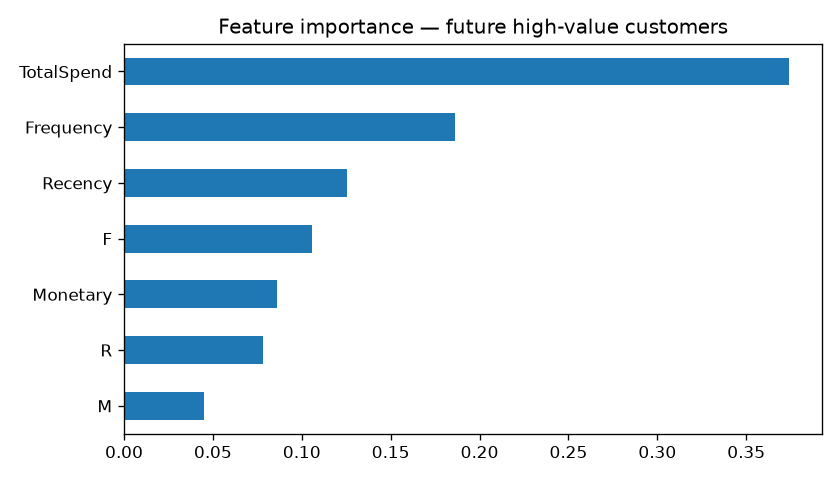 Feature importance — future high-value customers
TotalSpend
Frequency
Recency
F
Monetary
R
M
0.00 0.05 0.10 0.15 0.20 0.25 0.30 0.35